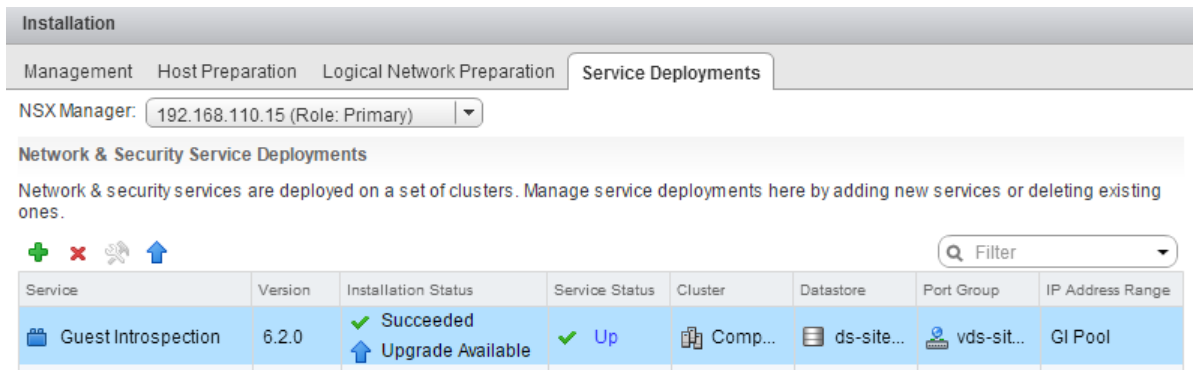 Installation
Management Host Preparation Logical Network Preparation Service Deployments
NSX Manager: 192.168.110.15 (Role: Primary)
Network & Security Service Deployments
Network & security services are deployed on a set of clusters. Manage service deployments here by adding new services or deleting existing
ones.
Filter
Service Version Installation Status Service Status Cluster Datastore Port Group IP Address Range
Guest Introspection 6.2.0 Succeeded Up Comp... ds-site... vds-sit... GI Pool
Upgrade Available